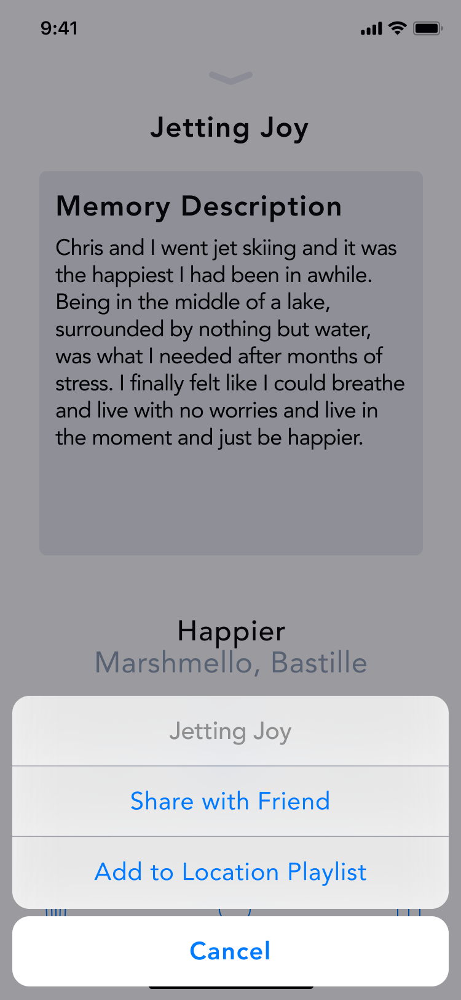 9:41
Jetting Joy
Memory Description
Chris and I went jet skiing and it was
the happiest I had been in awhile.
Being in the middle of a lake,
surrounded by nothing but water,
was what I needed after months of
stress. I finally felt like I could breathe
and live with no worries and live in
the moment and just be happier.
Happier
Marshmello, Bastille
Jetting Joy
Share with Friend
Add to Location Playlist
Cancel